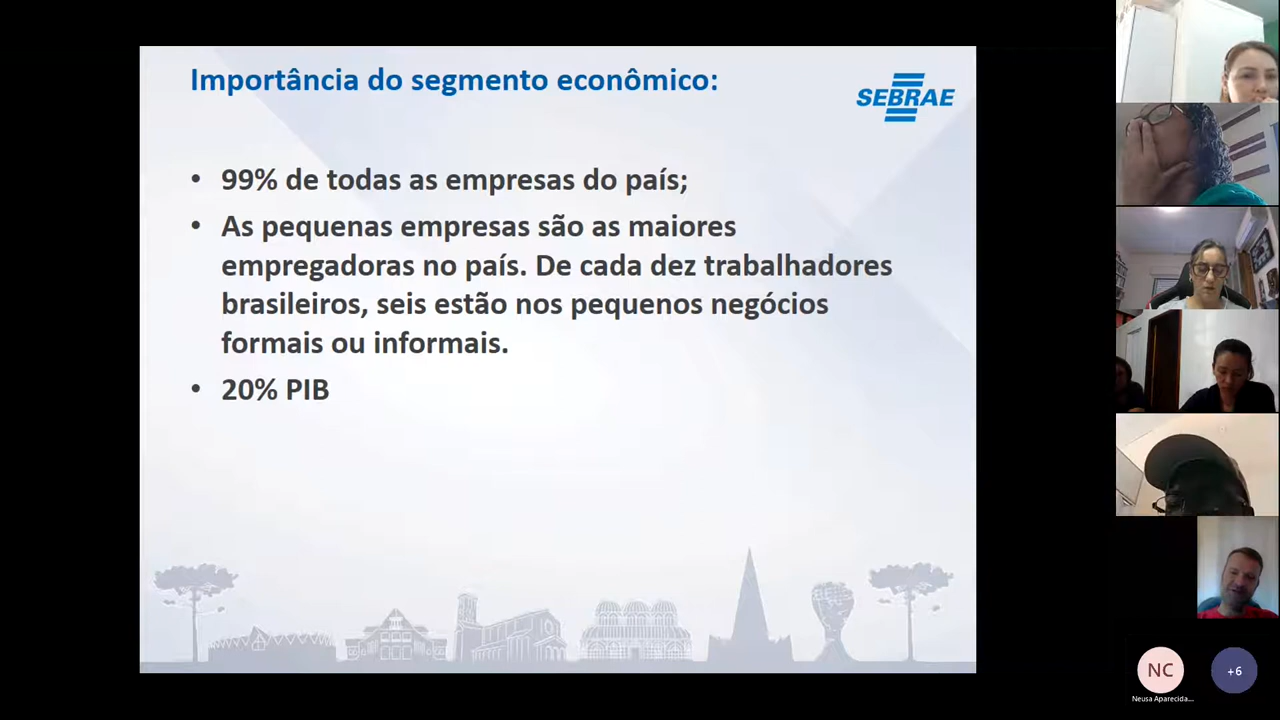 Importância do segmento econômico:
SEBRAE
• 99% de todas as empresas do país;
• As pequenas empresas são as maiores
empregadoras no país. De cada dez trabalhadores
brasileiros, seis estão nos pequenos negócios
formais ou informais.
• 20% PIB
NC
+6
Neusa Aparecida...